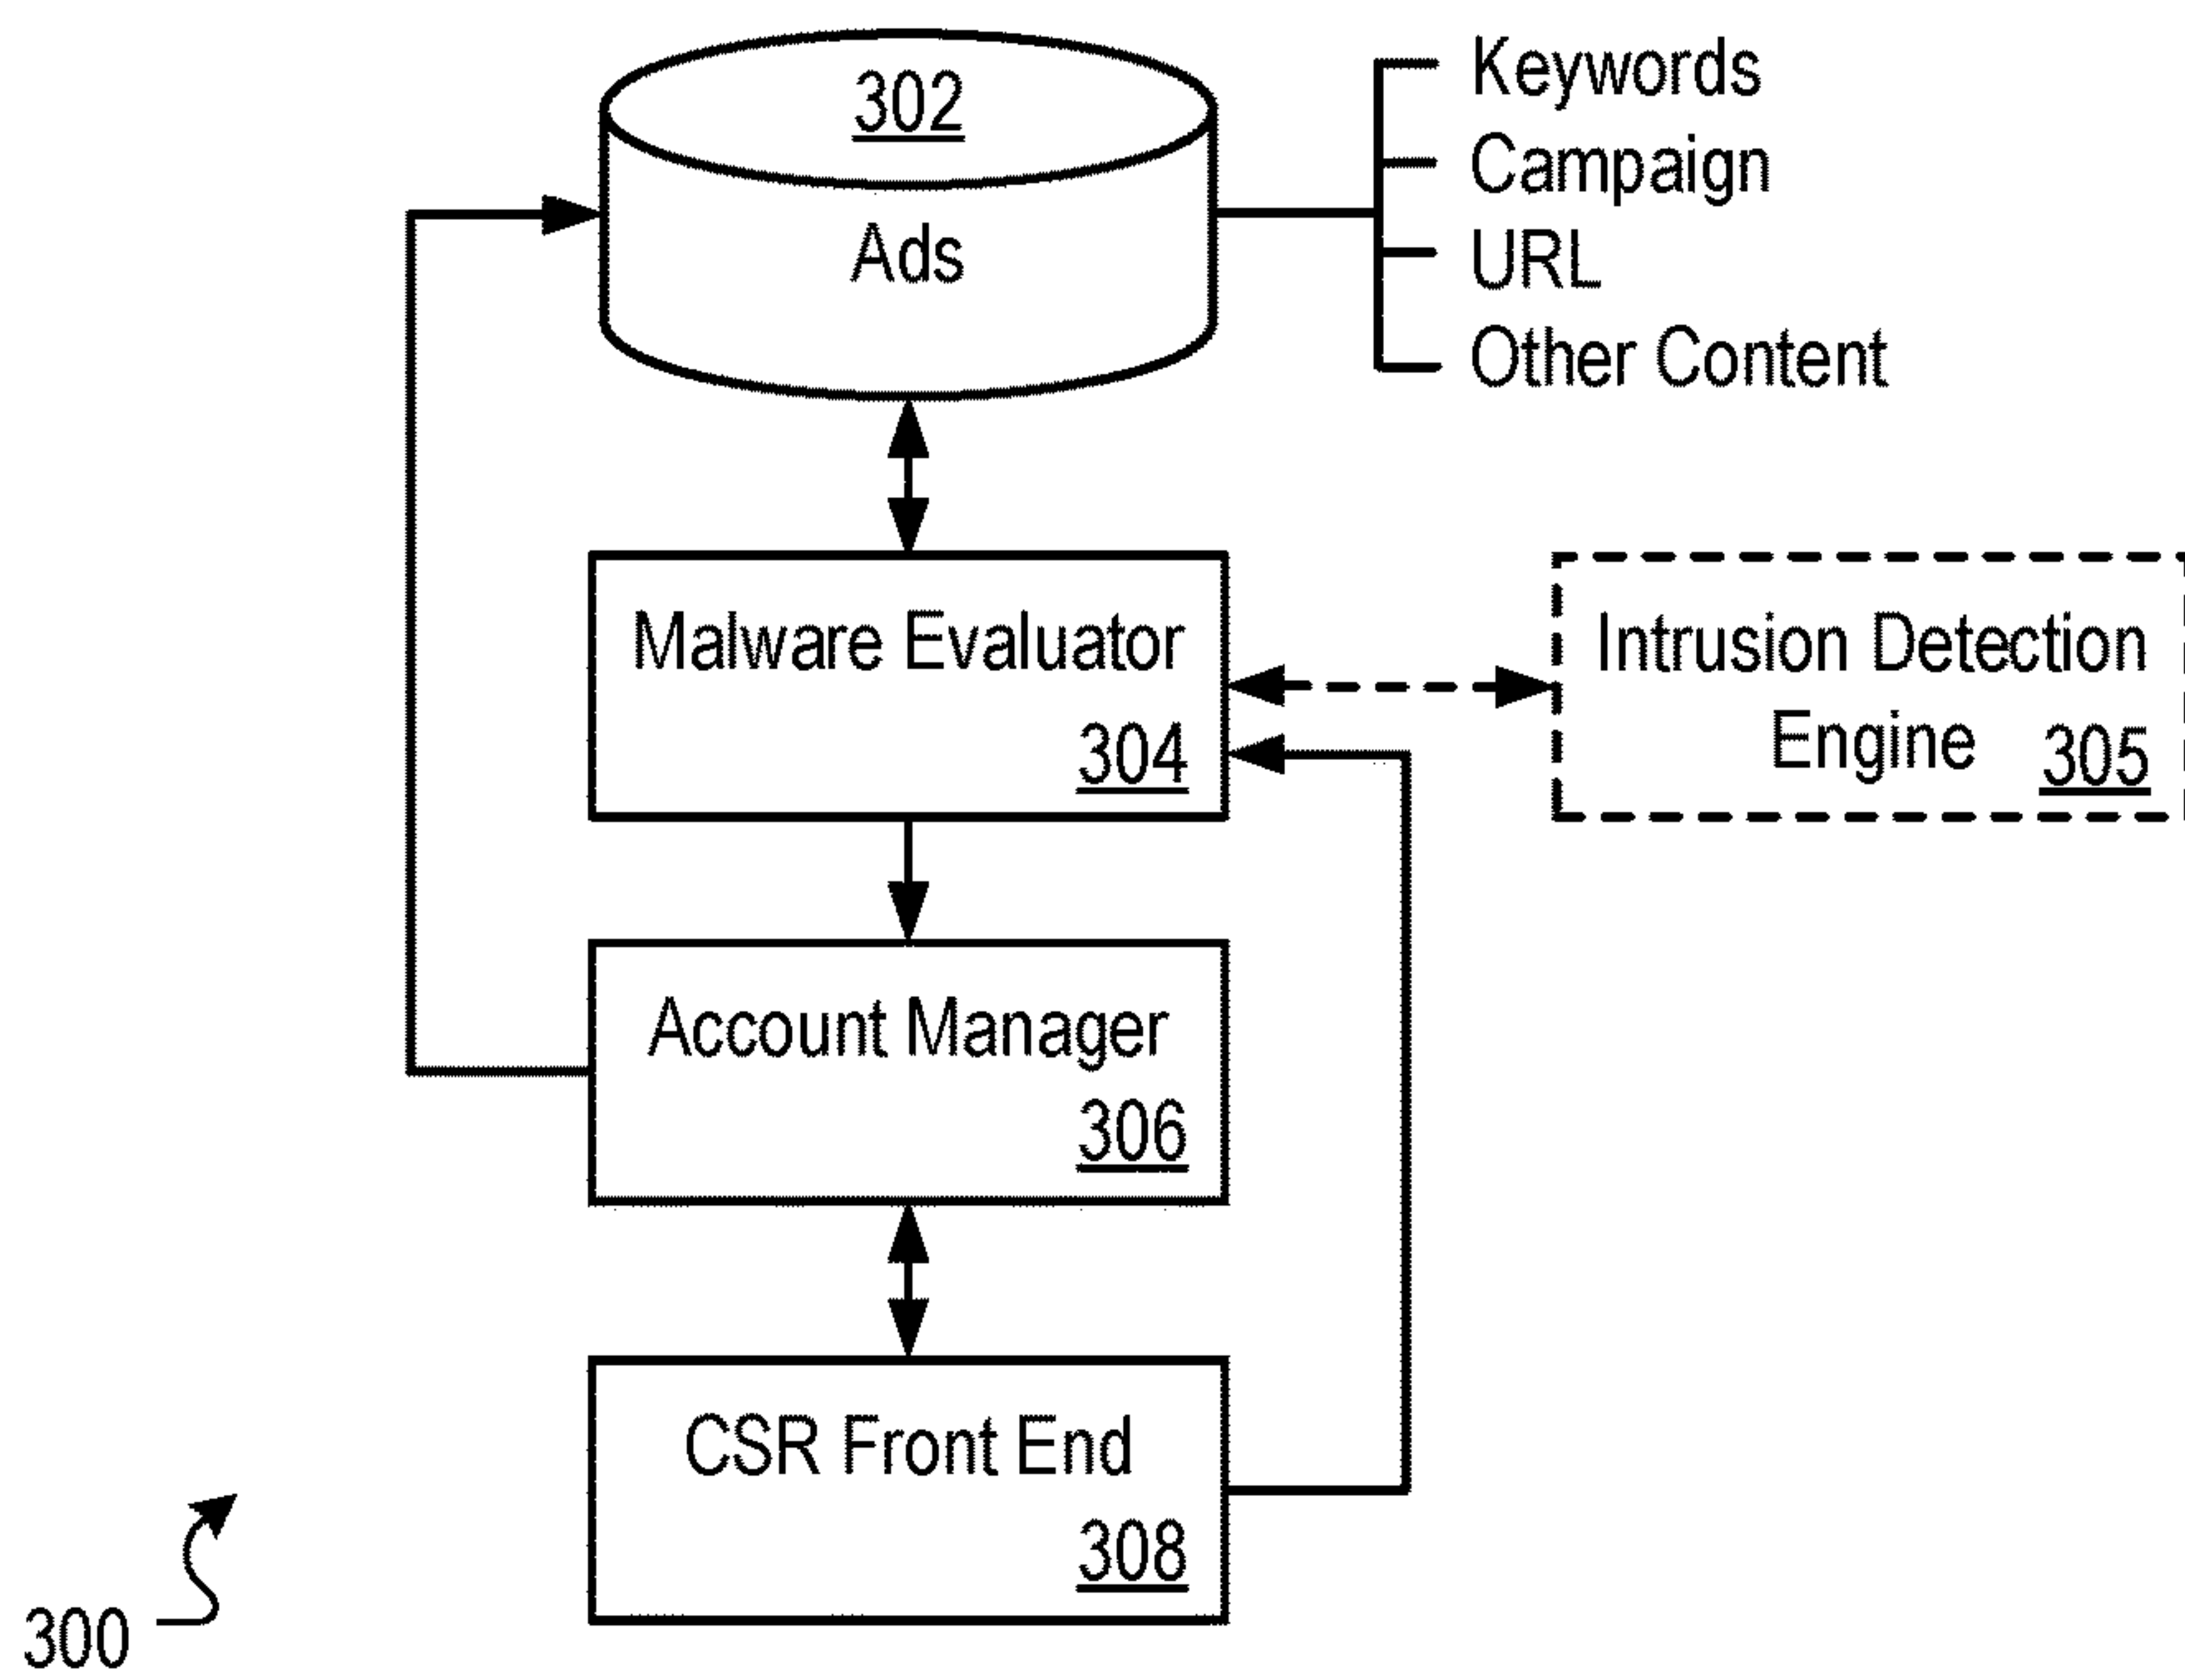 302
Ads
Keywords
Campaign
URL
Other Content
Malware Evaluator
304
Intrusion Detection
Engine 305
Account Manager
306
CSR Front End
308
300